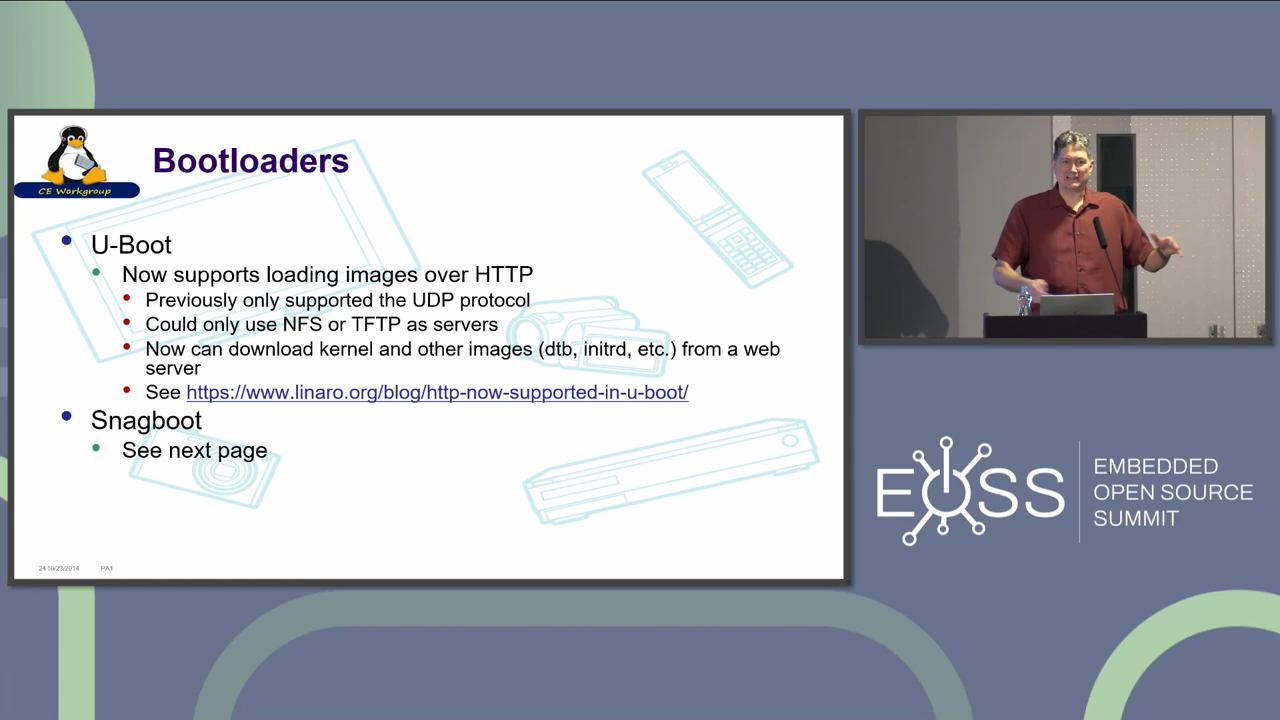 CE Workgroup
Bootloaders
U-Boot
Now supports loading images over HTTP
Previously only supported the UDP protocol
Could only use NFS or TFTP as servers
Now can download kernel and other images (dtb, initrd, etc.) from a web
server
See https://www.linaro.org/blog/http-now-supported-in-u-boot/
Snagboot
See next page
24 10/23/2014 PA1
EOSS
EMBEDDED
OPEN SOURCE
SUMMIT